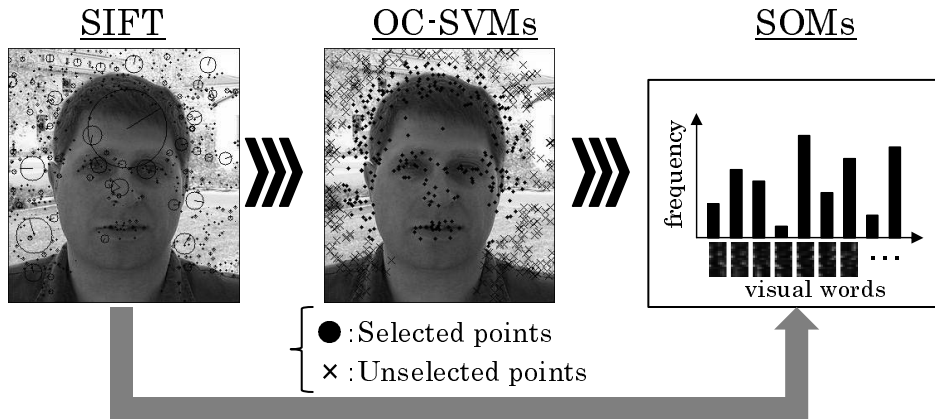 SIFT
OC-SVMs
SOMs
frequency
...
visual words
● : Selected points
× : Unselected points